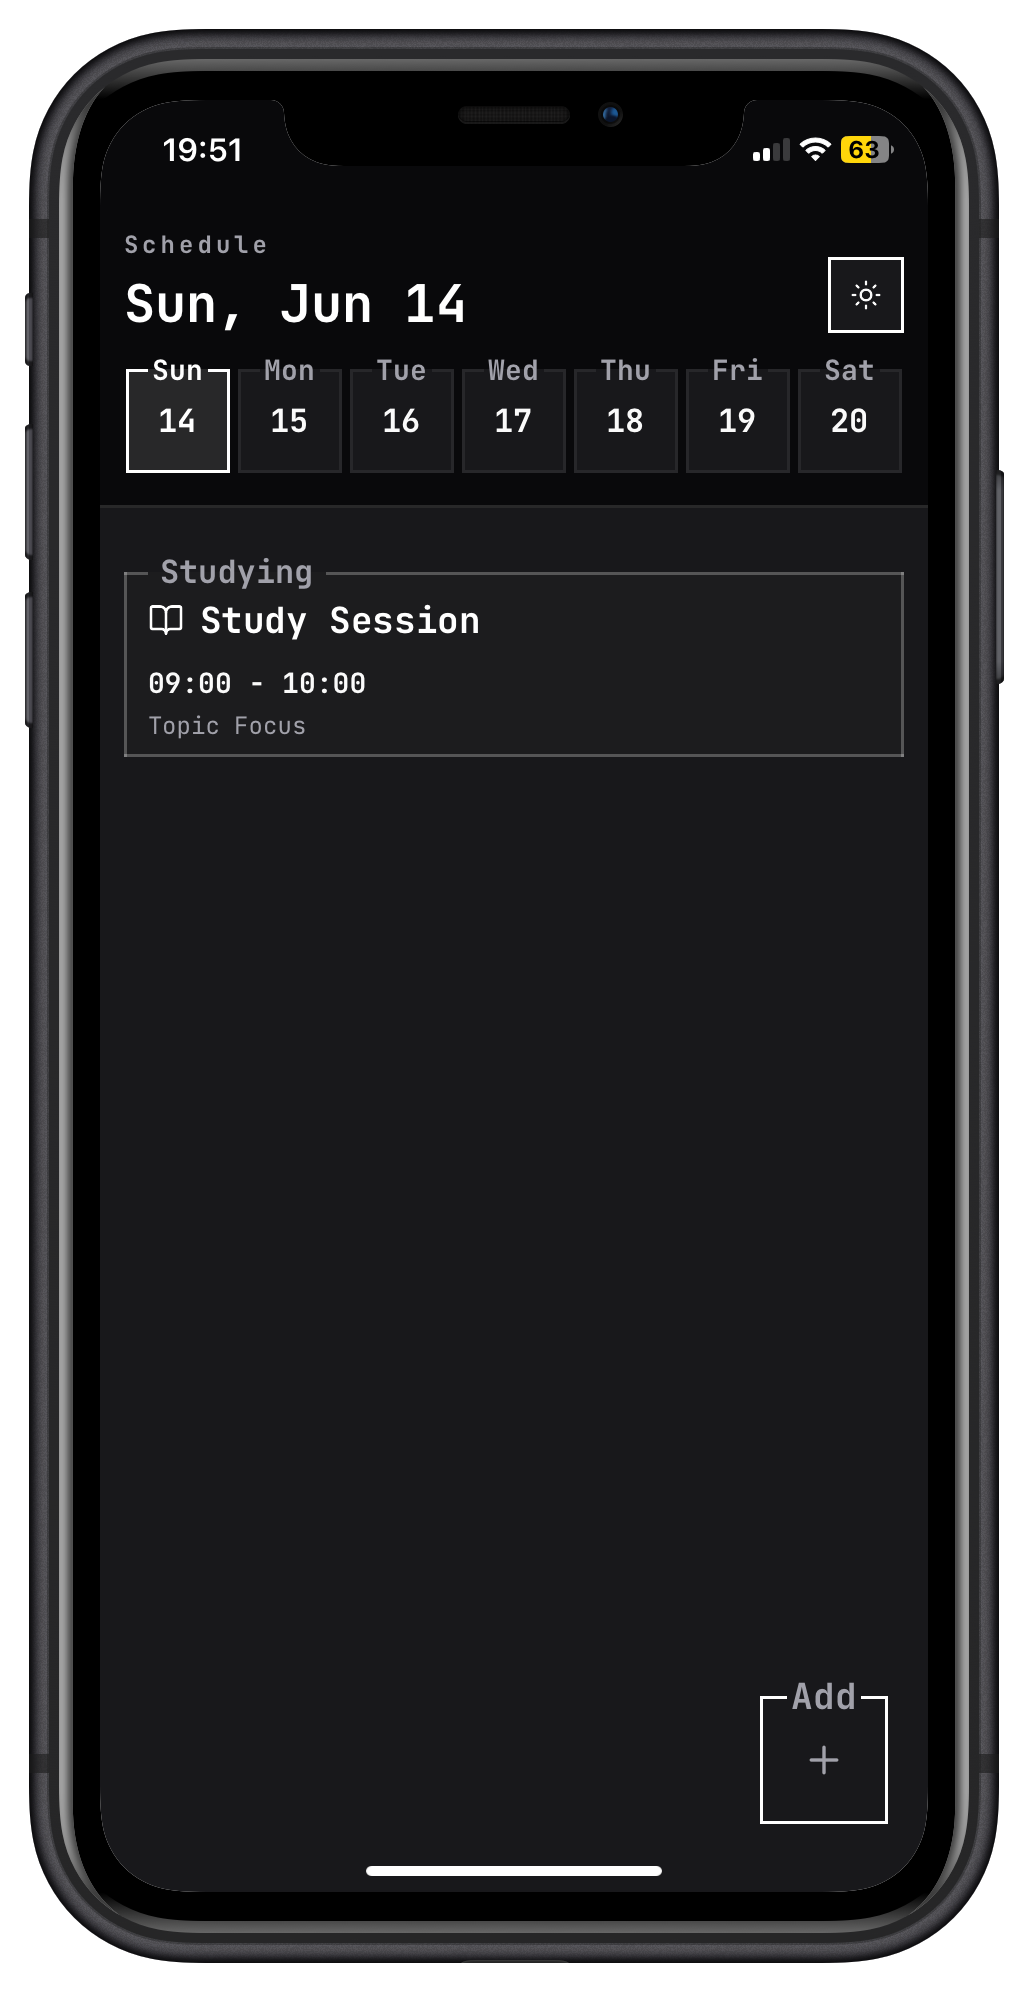 19:51 63
Schedule
Sun, Jun 14
Sun Mon Tue Wed Thu Fri Sat
14 15 16 17 18 19 20
Studying
Study Session
09:00 - 10:00
Topic Focus
Add